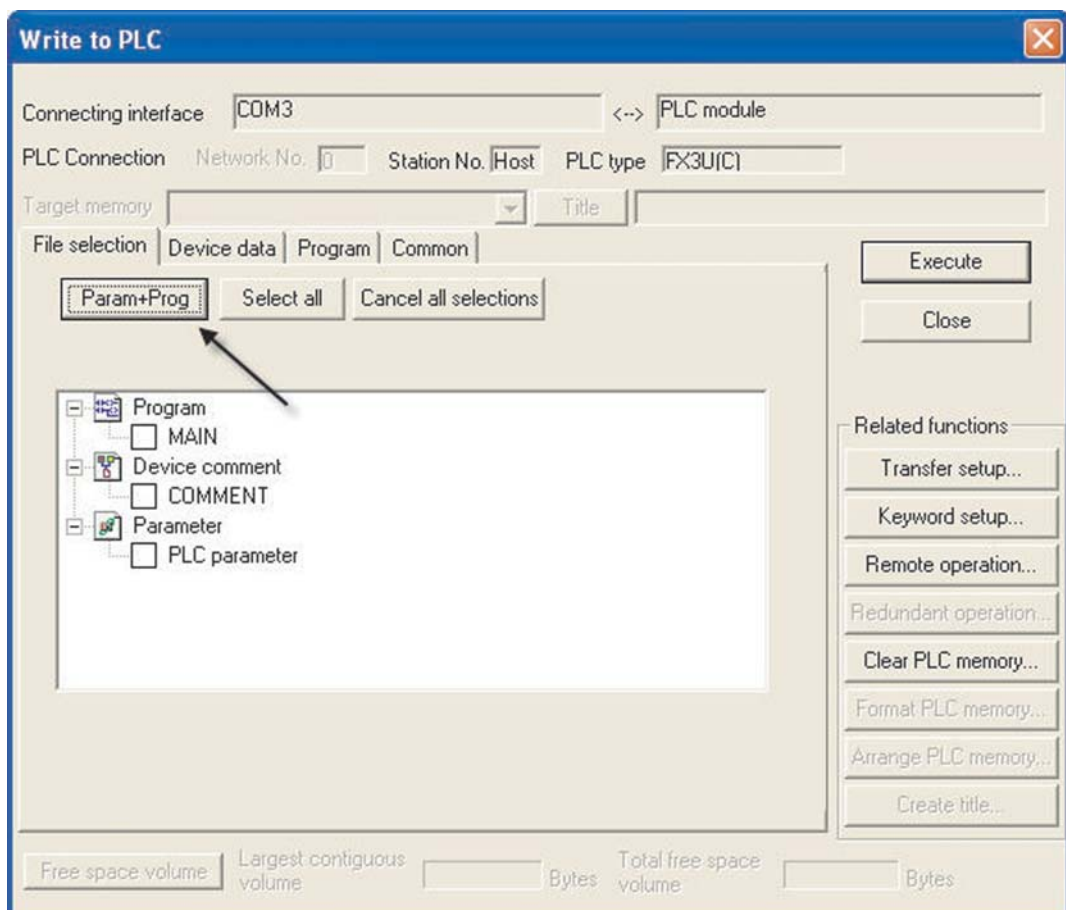 Write to PLC
Connecting interface COM3 <--> PLC module
PLC Connection Network No. 0 Station No. Host PLC type FX3U(C)
Target memory Title
File selection Device data Program Common
Execute
Param+Prog Select all Cancel all selections
Close
Program
MAIN
Device comment
COMMENT
Parameter
PLC parameter
Related functions
Transfer setup...
Keyword setup...
Remote operation...
Redundant operation...
Clear PLC memory...
Format PLC memory...
Arrange PLC memory...
Create title...
Free space volume Largest contiguous volume Bytes Total free space volume Bytes